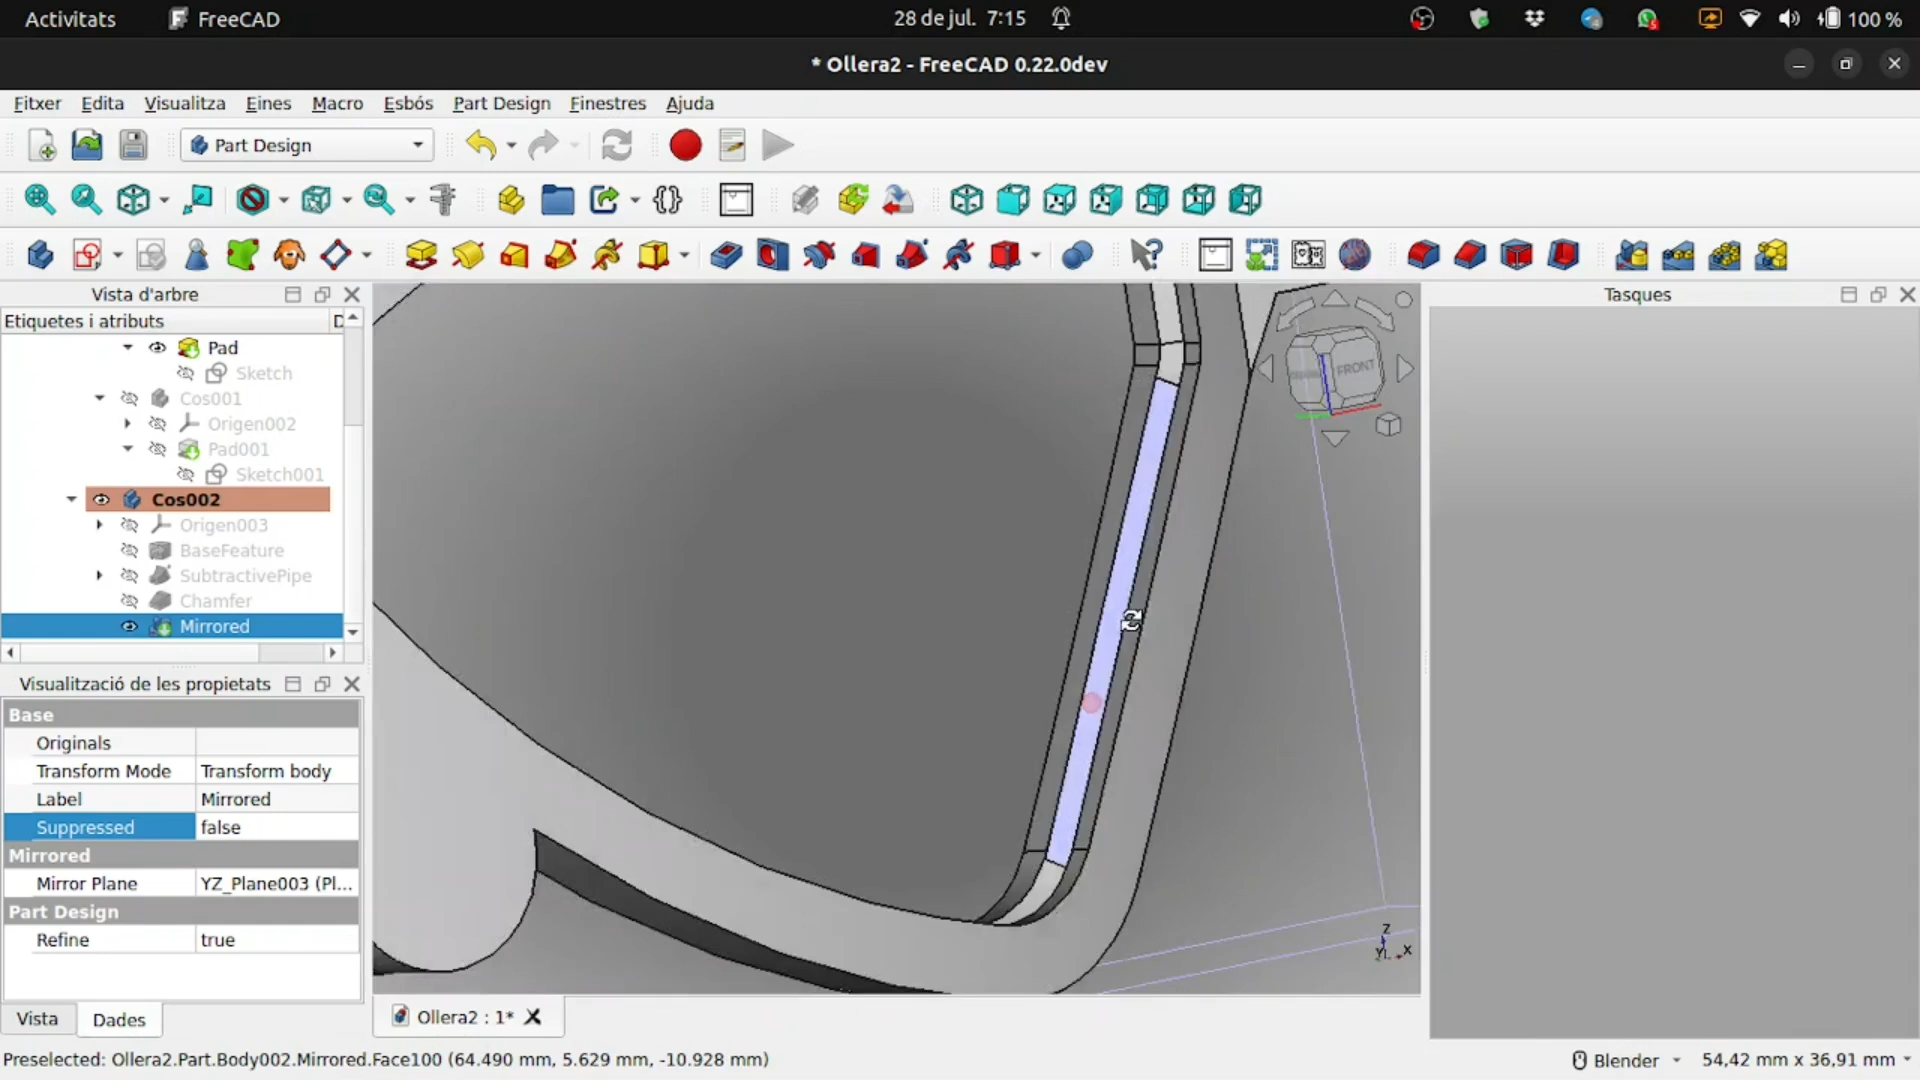 Activitats FreeCAD 28 de jul. 7:15 100 %
* Ollera2 - FreeCAD 0.22.0dev
Fitxer Edita Visualitza Eines Macro Esbós Part Design Finestres Ajuda
Part Design
Vista d'arbre
Etiquetes i atributs
Pad
Sketch
Cos001
Origen002
Pad001
Sketch001
Cos002
Origen003
BaseFeature
SubtractivePipe
Chamfer
Mirrored
Visualització de les propietats
Base
Originals
Transform Mode Transform body
Label Mirrored
Suppressed false
Mirrored
Mirror Plane YZ_Plane003 (Pl...
Part Design
Refine true
Vista Dades
FRONT
Z
Y X
Ollera2 : 1*
Tasques
Preselected: Ollera2.Part.Body002.Mirrored.Face100 (64.490 mm, 5.629 mm, -10.928 mm)
Blender 54,42 mm x 36,91 mm